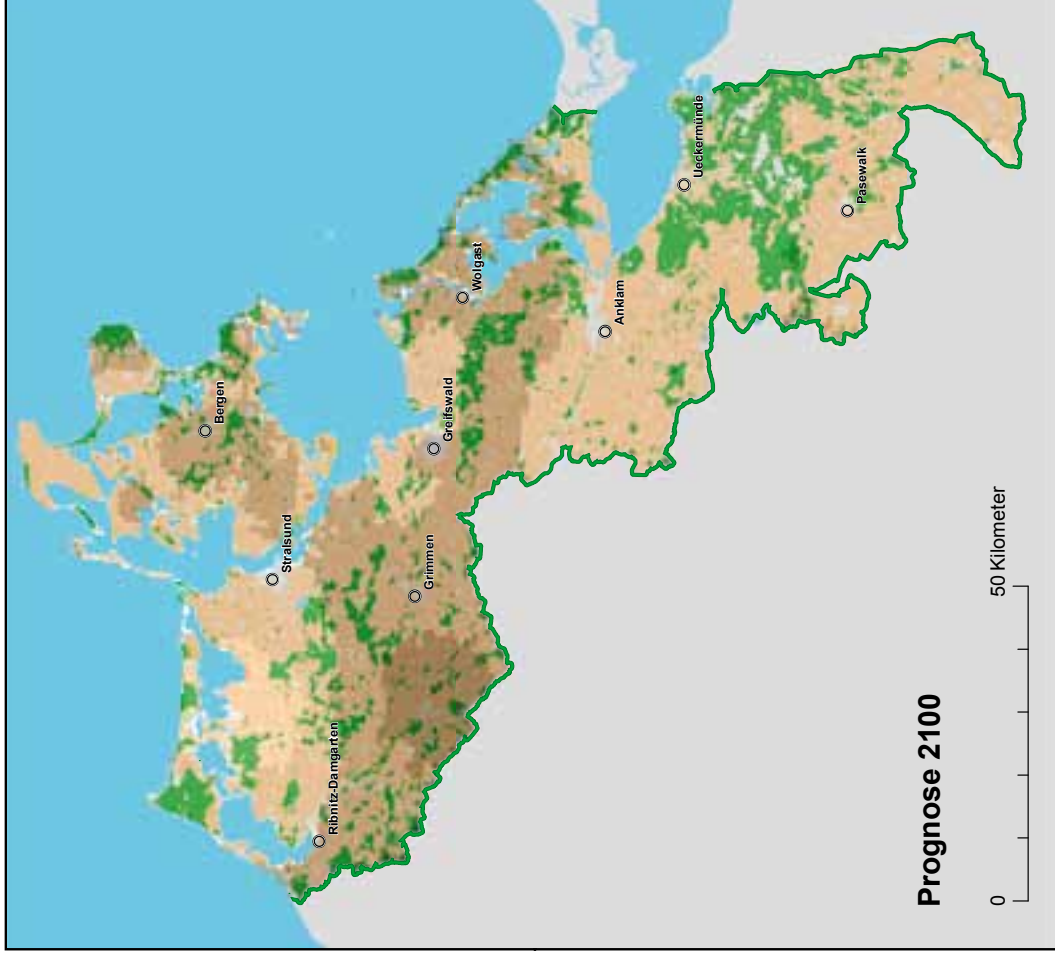 Bergen
Stralsund
Wolgast
Greifswald
Grimmen
Ribnitz-Damgarten
Anklam
Ueckermünde
Pasewalk
Prognose 2100
0
50 Kilometer